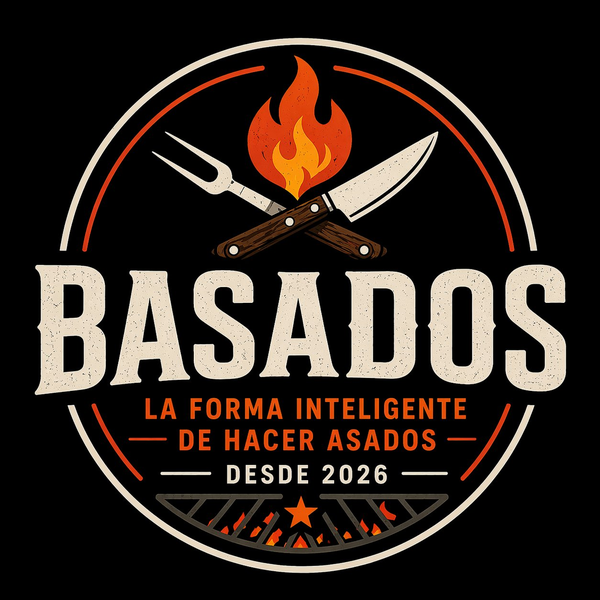 BASADOS
LA FORMA INTELIGENTE
DE HACER ASADOS
DESDE 2026